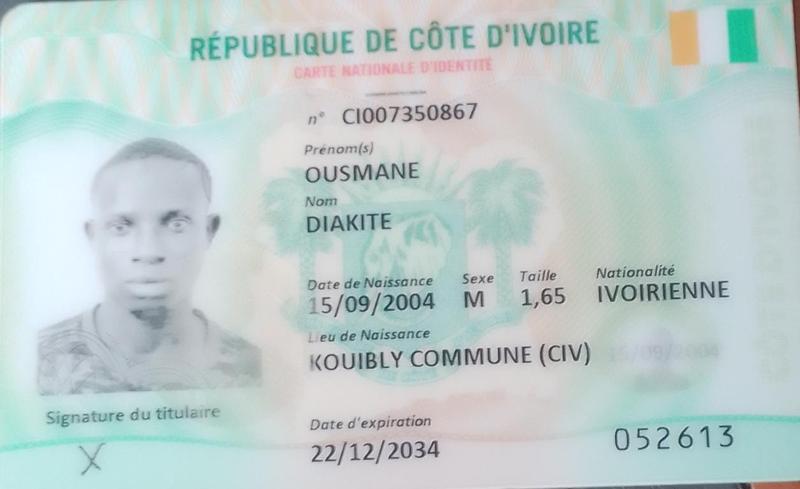 RÉPUBLIQUE DE CÔTE D'IVOIRE
CARTE NATIONALE D'IDENTITÉ
n° CI007350867
Prénom(s)
OUSMANE
Nom
DIAKITE
Date de Naissance Sexe Taille Nationalité
15/09/2004 M 1,65 IVOIRIENNE
Lieu de Naissance
KOUIBLY COMMUNE (CIV) 15/09/2004
Signature du titulaire
X
Date d'expiration
22/12/2034
052613